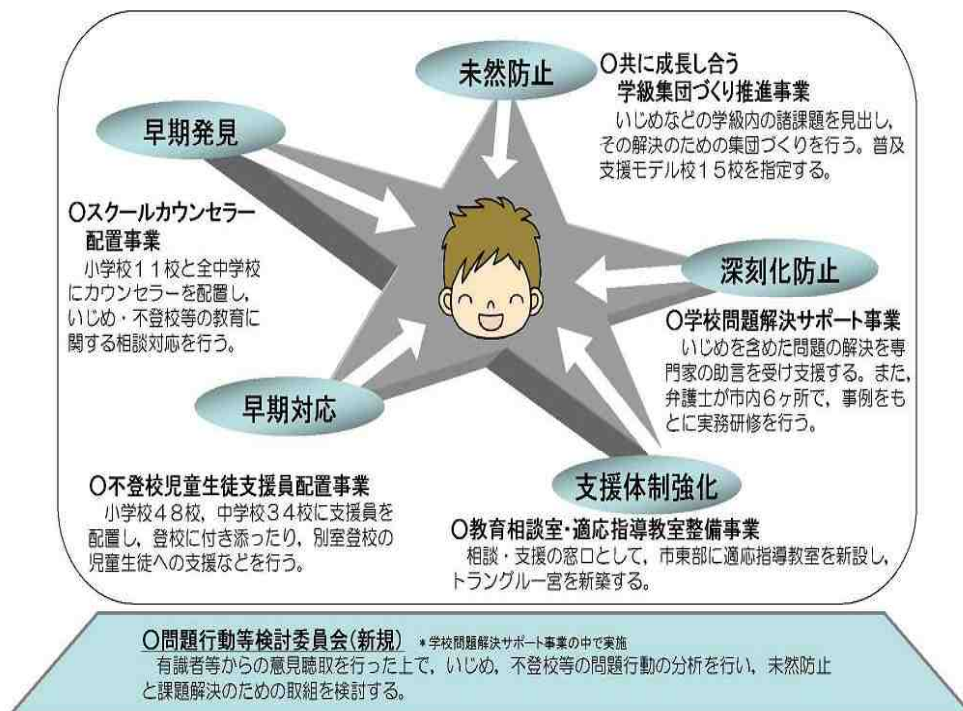 未然防止
〇共に成長し合う
学級集団づくり推進事業
いじめなどの学級内の諸課題を見出し,
その解決のための集団づくりを行う。普及
支援モデル校15校を指定する。
早期発見
〇スクールカウンセラー
配置事業
小学校11校と全中学校
にカウンセラーを配置し,
いじめ・不登校等の教育に
関する相談対応を行う。
深刻化防止
〇学校問題解決サポート事業
いじめを含めた問題の解決を専
門家の助言を受け支援する。また,
弁護士が市内6ヶ所で,事例をも
とに実務研修を行う。
早期対応
〇不登校児童生徒支援員配置事業
小学校48校,中学校34校に支援員を
配置し,登校に付き添ったり,別室登校の
児童生徒への支援などを行う。
支援体制強化
〇教育相談室・適応指導教室整備事業
相談・支援の窓口として,市東部に適応指導教室を新設し,
トラングル一宮を新築する。
〇問題行動等検討委員会(新規) *学校問題解決サポート事業の中で実施
有識者等からの意見聴取を行った上で,いじめ,不登校等の問題行動の分析を行い,未然防止
と課題解決のための取組を検討する。